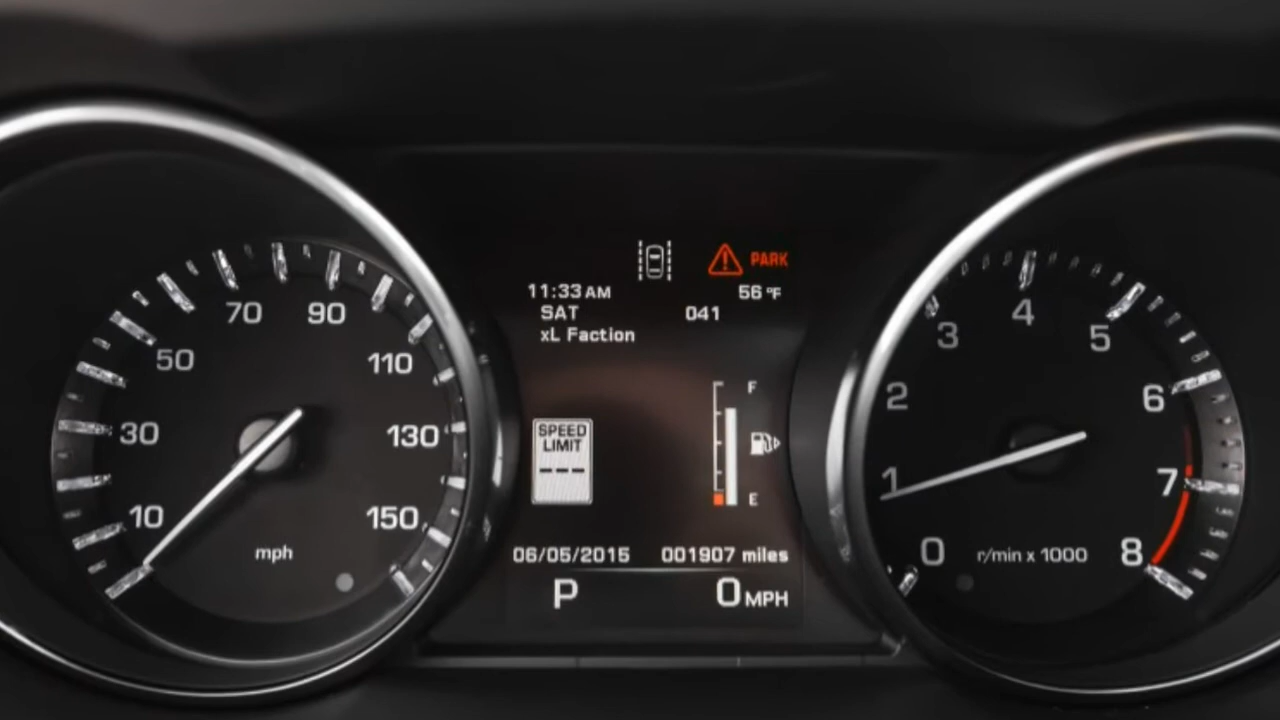 PARK
11:33 AM 56 °F
SAT 041
xL Faction
70 90
50 110
30 130
10 150
mph
F
SPEED
LIMIT
---
E
06/05/2015 001907 miles
P 0 MPH
4
3 5
2 6
1 7
0 r/min x 1000 8